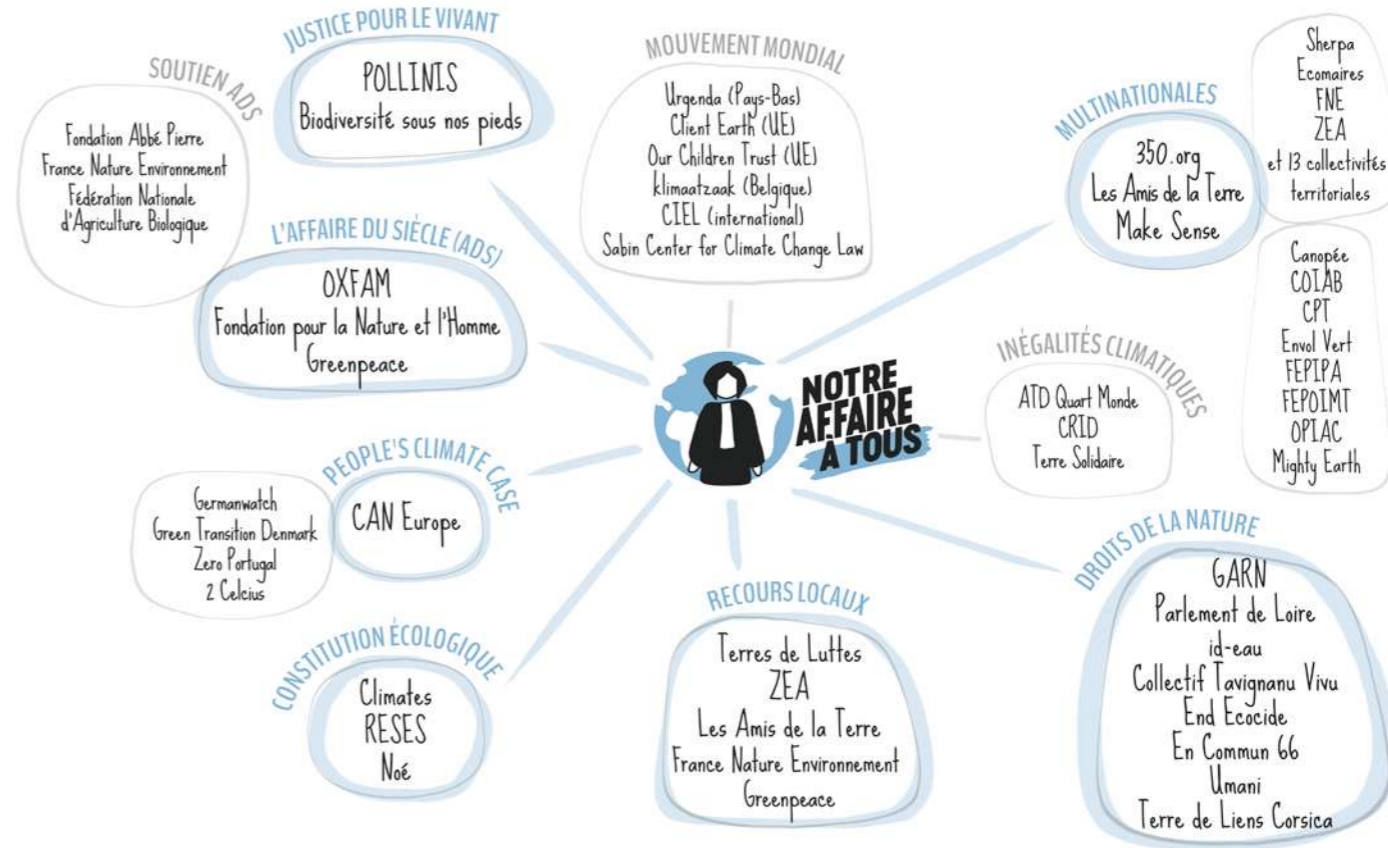 JUSTICE POUR LE VIVANT
POLLINIS
Biodiversité sous nos pieds
SOUTIEN ADS
Fondation Abbé Pierre
France Nature Environnement
Fédération Nationale
d'Agriculture Biologique
L'AFFAIRE DU SIÈCLE (ADS)
OXFAM
Fondation pour la Nature et l'Homme
Greenpeace
MOUVEMENT MONDIAL
Urgenda (Pays-Bas)
Client Earth (UE)
Our Children Trust (UE)
klimaatzaak (Belgique)
CIEL (international)
Sabin Center for Climate Change Law
MULTINATIONALES
350.org
Les Amis de la Terre
Make Sense
Sherpa
Ecomaires
FNE
ZEA
et 13 collectivités
territoriales
Canopée
COIAB
CPT
Envol Vert
FEPIPA
FEPOIMT
OPIAC
Mighty Earth
NOTRE
AFFAIRE
À TOUS
INÉGALITÉS CLIMATIQUES
ATD Quart Monde
CRID
Terre Solidaire
PEOPLE'S CLIMATE CASE
CAN Europe
Germanwatch
Green Transition Denmark
Zero Portugal
2 Celcius
CONSTITUTION ÉCOLOGIQUE
Climates
RESES
Noé
RECOURS LOCAUX
Terres de Luttes
ZEA
Les Amis de la Terre
France Nature Environnement
Greenpeace
DROITS DE LA NATURE
GARN
Parlement de Loire
id-eau
Collectif Tavignanu Vivu
End Ecocide
En Commun 66
Umani
Terre de Liens Corsica